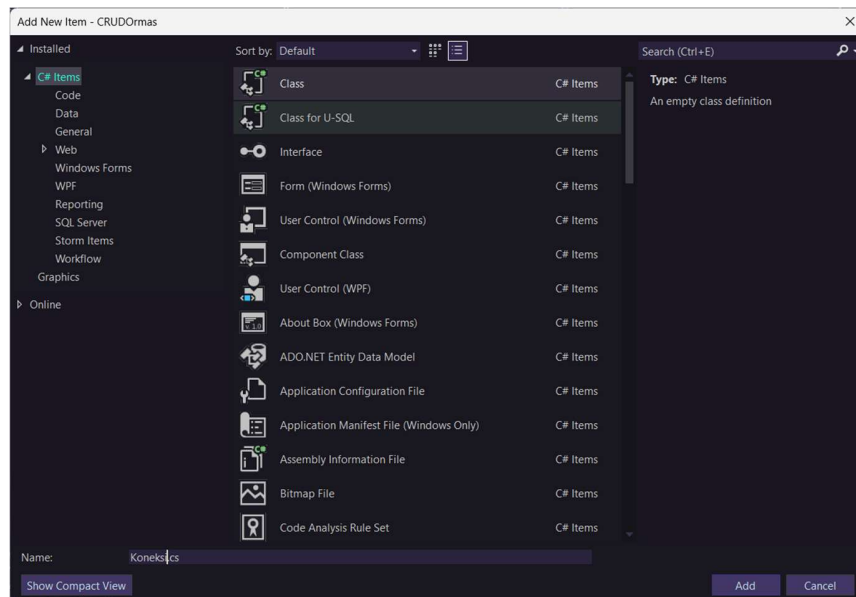 Add New Item - CRUDOrmas
Installed
Sort by: Default
Search (Ctrl+E)
C# Items
Code
Data
General
Web
Windows Forms
WPF
Reporting
SQL Server
Storm Items
Workflow
Graphics
Online
Class C# Items
Class for U-SQL C# Items
Interface C# Items
Form (Windows Forms) C# Items
User Control (Windows Forms) C# Items
Component Class C# Items
User Control (WPF) C# Items
About Box (Windows Forms) C# Items
ADO.NET Entity Data Model C# Items
Application Configuration File C# Items
Application Manifest File (Windows Only) C# Items
Assembly Information File C# Items
Bitmap File C# Items
Code Analysis Rule Set C# Items
Type: C# Items
An empty class definition
Name: Koneksi.cs
Show Compact View
Add
Cancel